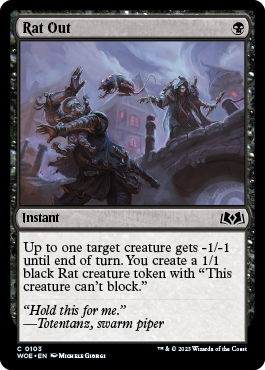 Rat Out
Instant
Up to one target creature gets -1/-1
until end of turn. You create a 1/1
black Rat creature token with “This
creature can’t block.”
“Hold this for me.”
—Totentanz, swarm piper
C 0103
WOE • EN MICHELE GIORGI
™ & © 2023 Wizards of the Coast